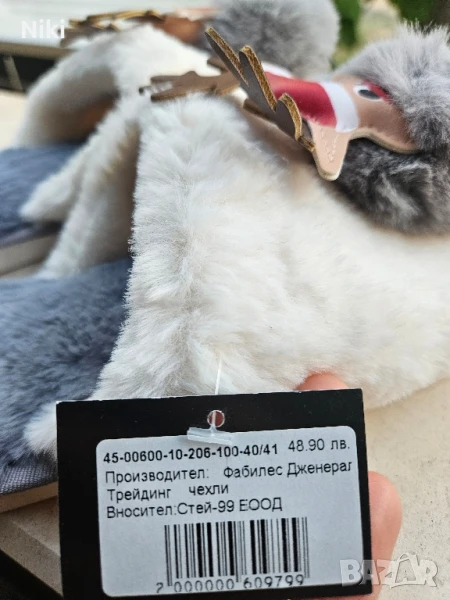 Niki
45-00600-10-206-100-40/41 48.90 лв.
Производител: Фабилес Дженерал
Трейдинг чехли
Вносител:Стей-99 ЕООД
2 000000 609799
bazar